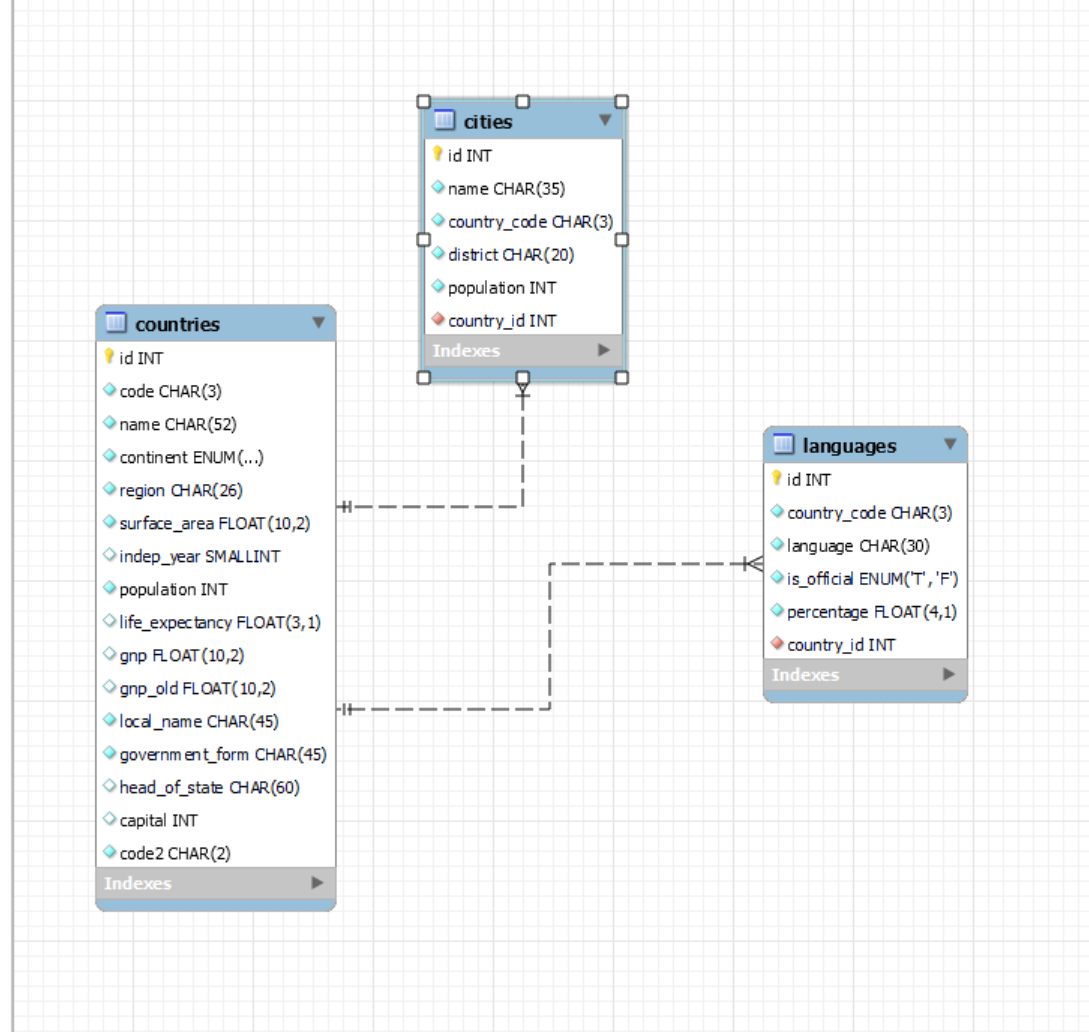 cities
id INT
name CHAR(35)
country_code CHAR(3)
district CHAR(20)
population INT
country_id INT
Indexes
countries
id INT
code CHAR(3)
name CHAR(52)
continent ENUM(...)
region CHAR(26)
surface_area FLOAT(10,2)
indep_year SMALLINT
population INT
life_expectancy FLOAT(3,1)
gnp FLOAT(10,2)
gnp_old FLOAT(10,2)
local_name CHAR(45)
government_form CHAR(45)
head_of_state CHAR(60)
capital INT
code2 CHAR(2)
Indexes
languages
id INT
country_code CHAR(3)
language CHAR(30)
is_official ENUM('T','F')
percentage FLOAT(4,1)
country_id INT
Indexes